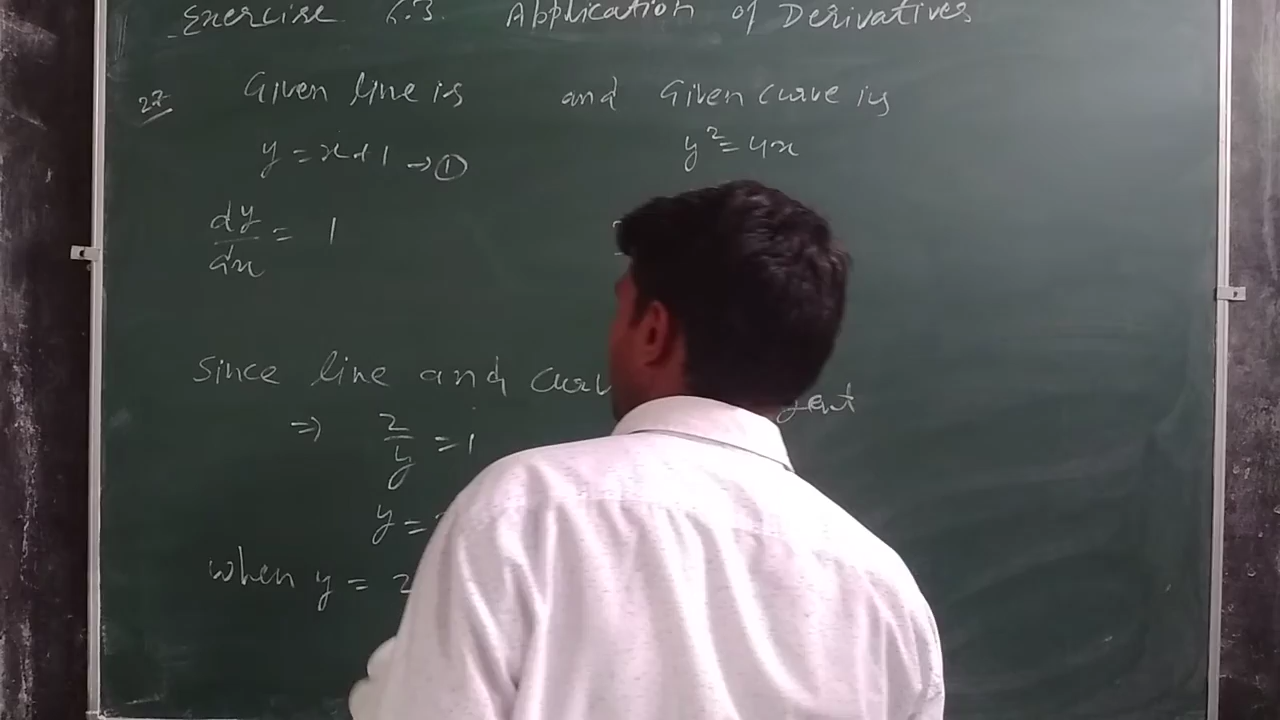 Exercise 6.3. Application of Derivatives
27 Given line is and Given curve is
y = x+1 → ① y² = 4x
dy/dx = 1
Since line and
⇒ 2/y = 1
y =
when y = 2